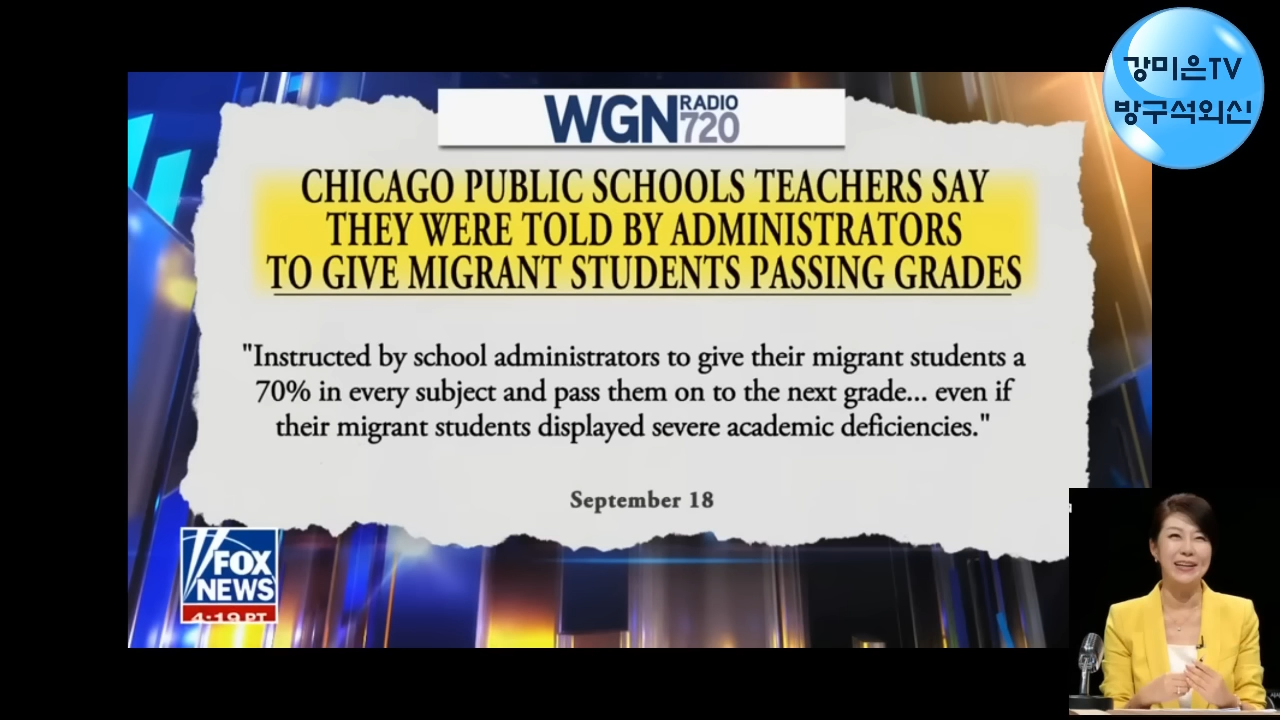 강미은TV
방구석외신
WGN RADIO 720
CHICAGO PUBLIC SCHOOLS TEACHERS SAY
THEY WERE TOLD BY ADMINISTRATORS
TO GIVE MIGRANT STUDENTS PASSING GRADES
"Instructed by school administrators to give their migrant students a
70% in every subject and pass them on to the next grade... even if
their migrant students displayed severe academic deficiencies."
September 18
FOX
NEWS
4:19 PT